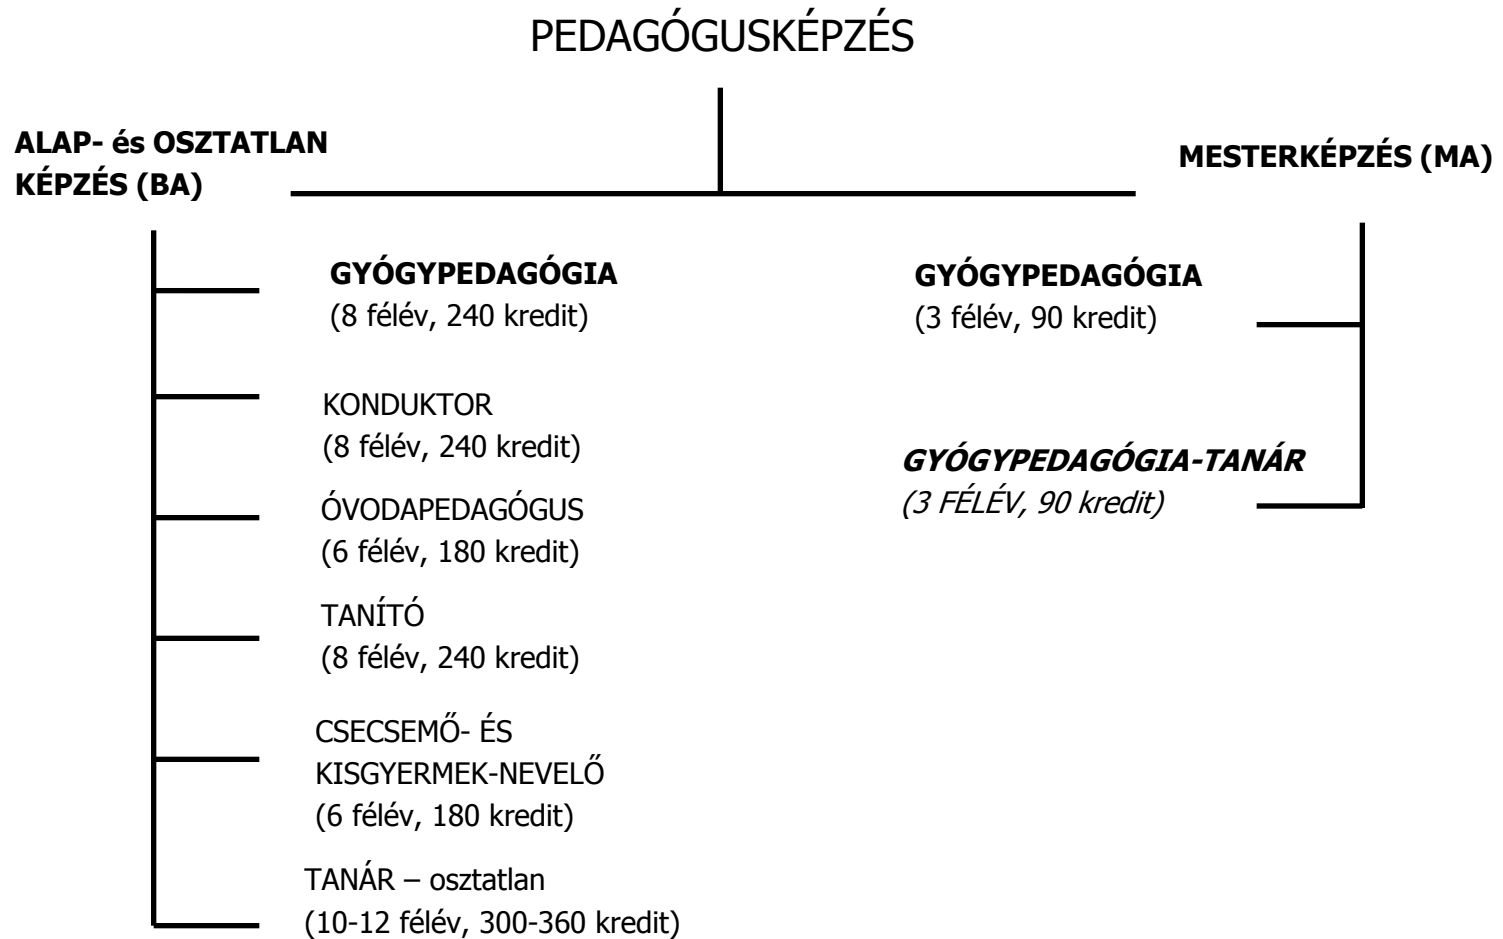 PEDAGÓGUSKÉPZÉS
ALAP- és OSZTATLAN
KÉPZÉS (BA)
GYÓGYPEDAGÓGIA
(8 félév, 240 kredit)
KONDUKTOR
(8 félév, 240 kredit)
ÓVODAPEDAGÓGUS
(6 félév, 180 kredit)
TANÍTÓ
(8 félév, 240 kredit)
CSECSEMŐ- ÉS
KISGYERMEK-NEVELŐ
(6 félév, 180 kredit)
TANÁR – osztatlan
(10-12 félév, 300-360 kredit)
MESTERKÉPZÉS (MA)
GYÓGYPEDAGÓGIA
(3 félév, 90 kredit)
GYÓGYPEDAGÓGIA-TANÁR
(3 FÉLÉV, 90 kredit)